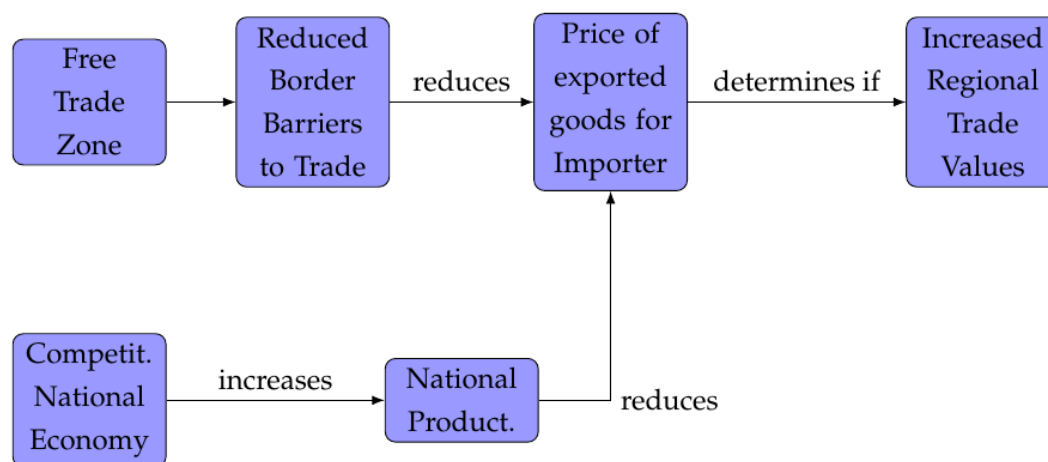 Free
Trade
Zone
Reduced
Border
Barriers
to Trade
reduces
Price of
exported
goods for
Importer
determines if
Increased
Regional
Trade
Values
Competit.
National
Economy
increases
National
Product.
reduces